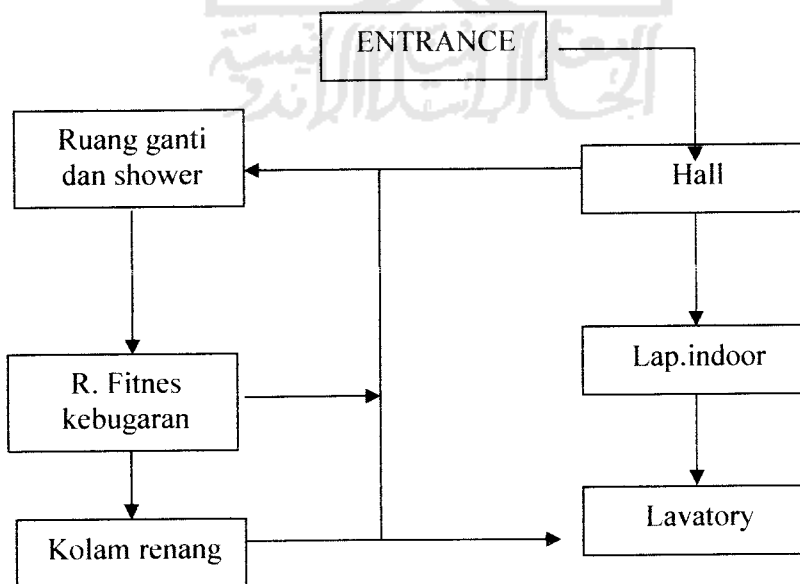 ENTRANCE
Ruang ganti
dan shower
Hall
R. Fitnes
kebugaran
Lap.indoor
Kolam renang
Lavatory